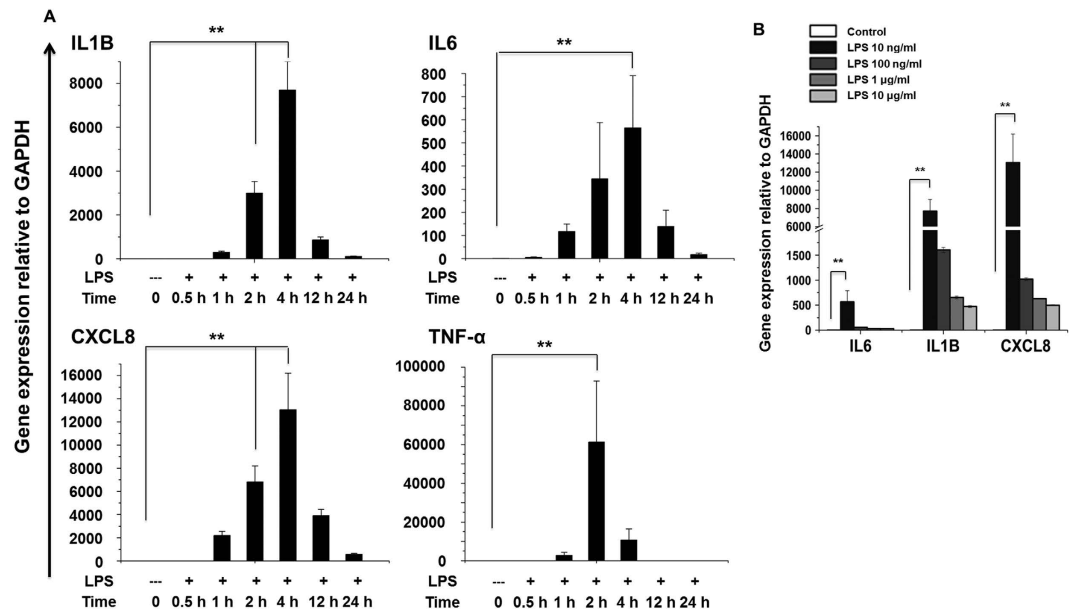 A
Gene expression relative to GAPDH
IL1B
**
8000
6000
4000
2000
0
LPS --- + + + + + +
Time 0 0.5 h 1 h 2 h 4 h 12 h 24 h
IL6
**
800
700
600
500
400
300
200
100
0
LPS --- + + + + + +
Time 0 0.5 h 1 h 2 h 4 h 12 h 24 h
CXCL8
**
16000
14000
12000
10000
8000
6000
4000
2000
0
LPS --- + + + + + +
Time 0 0.5 h 1 h 2 h 4 h 12 h 24 h
TNF-α
**
100000
80000
60000
40000
20000
0
LPS --- + + + + + +
Time 0 0.5 h 1 h 2 h 4 h 12 h 24 h
B
Control
LPS 10 ng/ml
LPS 100 ng/ml
LPS 1 µg/ml
LPS 10 µg/ml
Gene expression relative to GAPDH
16000
14000
12000
10000
8000
6000
1500
1000
500
0
**
**
**
IL6 IL1B CXCL8